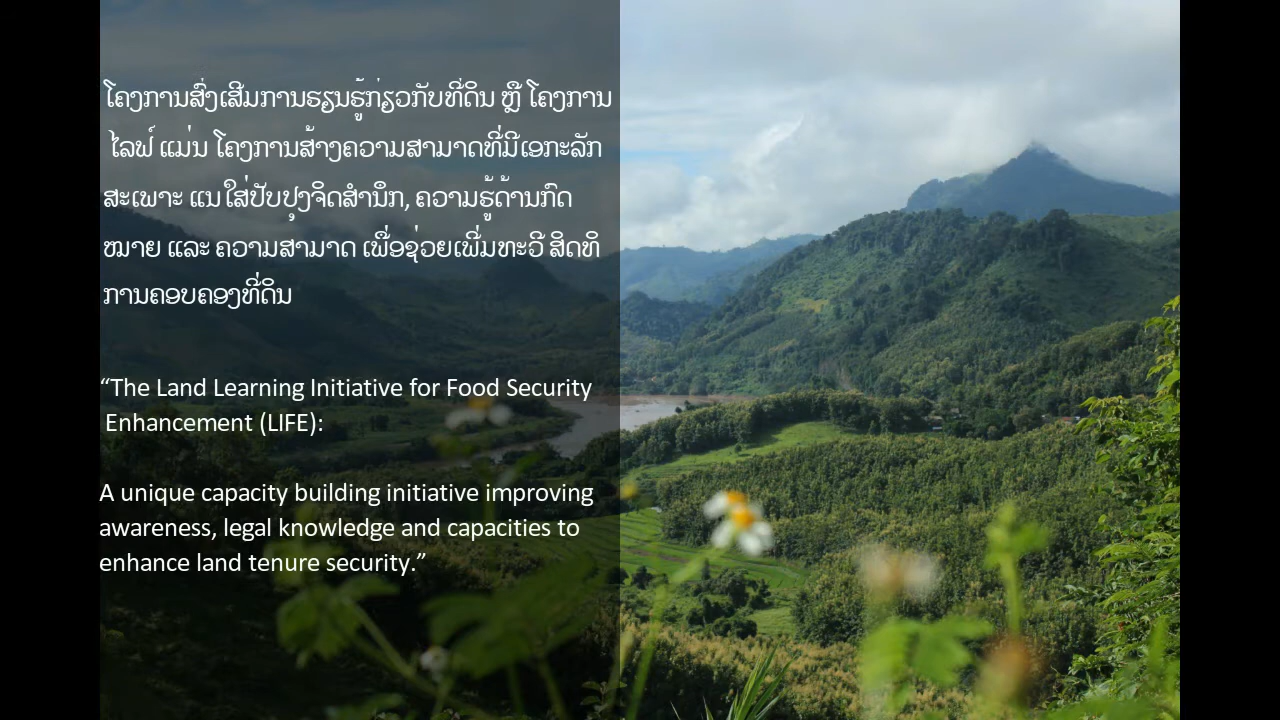 ໂຄງການສົ່ງເສີມການຮຽນຮູ້ກ່ຽວກັບທີ່ດິນ ຫຼື ໂຄງການ
ໄລຟ໌ ແມ່ນ ໂຄງການສ້າງຄວາມສາມາດທີ່ມີເອກະລັກ
ສະເພາະ ແນໃສ່ປັບປຸງຈິດສຳນຶກ, ຄວາມຮູ້ດ້ານກົດ
ໝາຍ ແລະ ຄວາມສາມາດ ເພື່ອຊ່ວຍເພີ່ມທະວີ ສິດທິ
ການຄອບຄອງທີ່ດິນ
“The Land Learning Initiative for Food Security
Enhancement (LIFE):
A unique capacity building initiative improving
awareness, legal knowledge and capacities to
enhance land tenure security.”